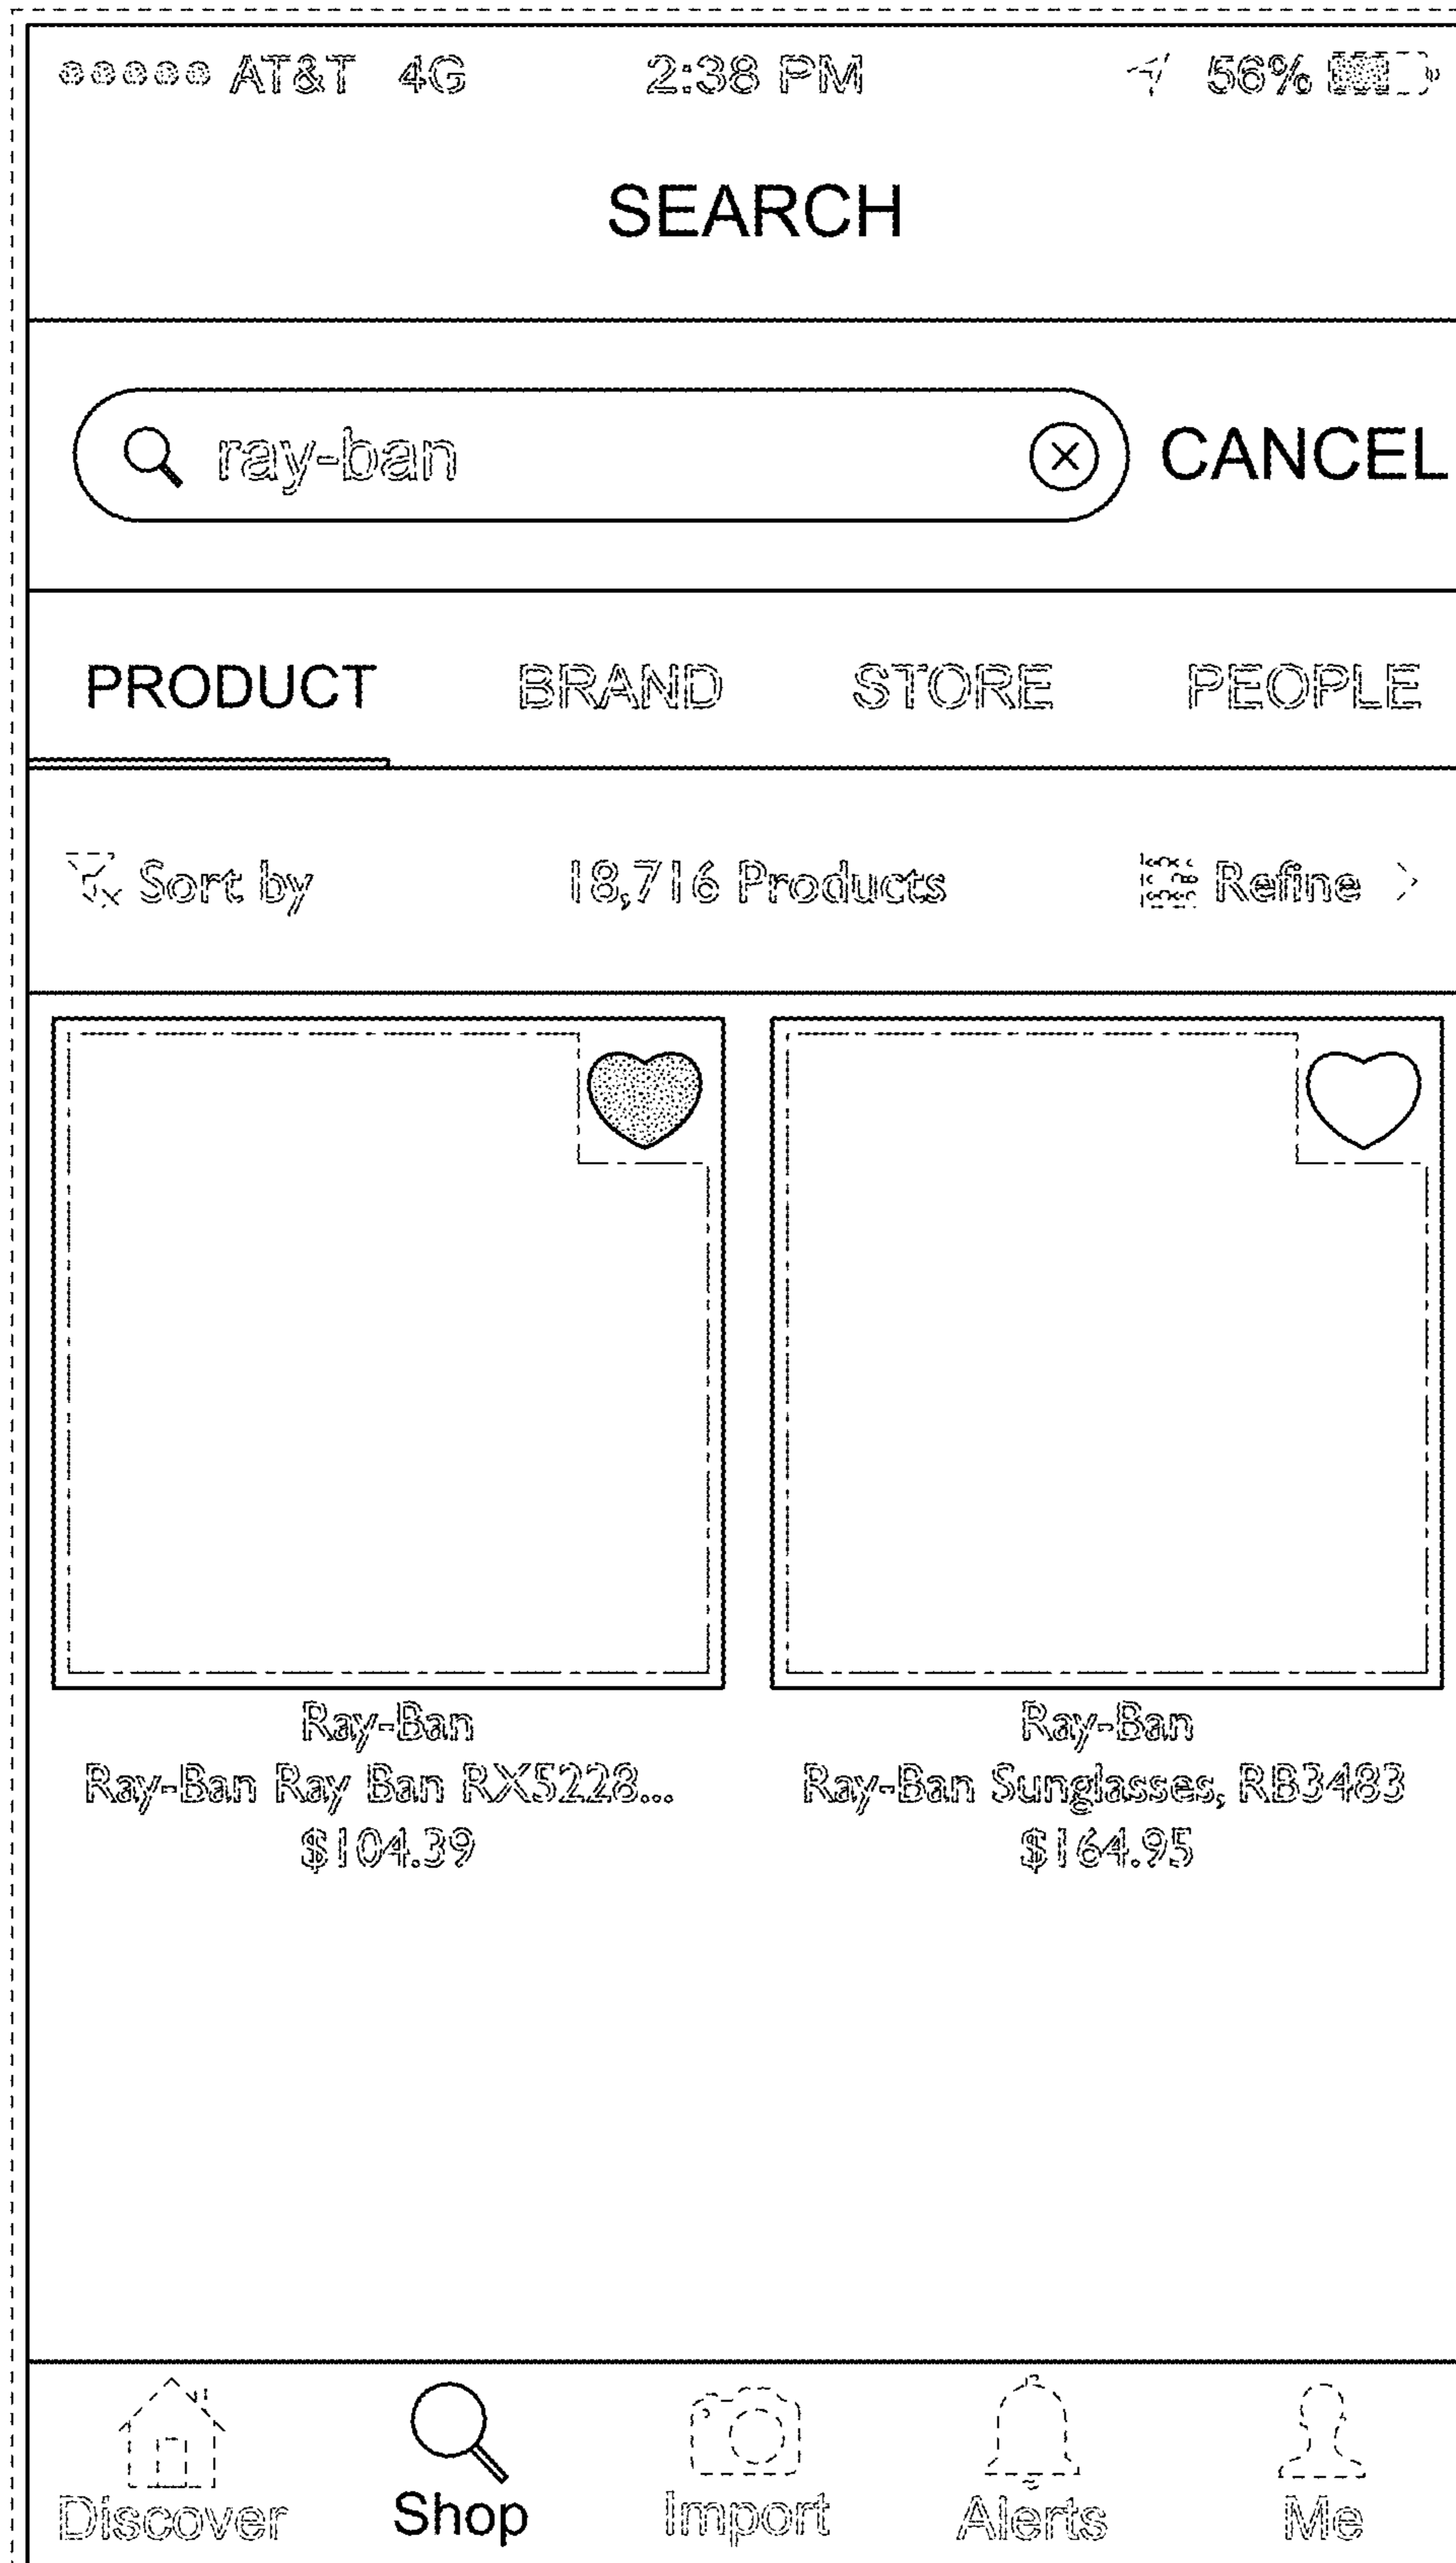 AT&T 4G 2:38 PM 56%
SEARCH
ray-ban CANCEL
PRODUCT BRAND STORE PEOPLE
Sort by 18,716 Products Refine
Ray-Ban Ray-Ban
Ray-Ban Ray Ban RX5228... Ray-Ban Sunglasses, RB3483
$104.39 $164.95
Discover Shop Import Alerts Me